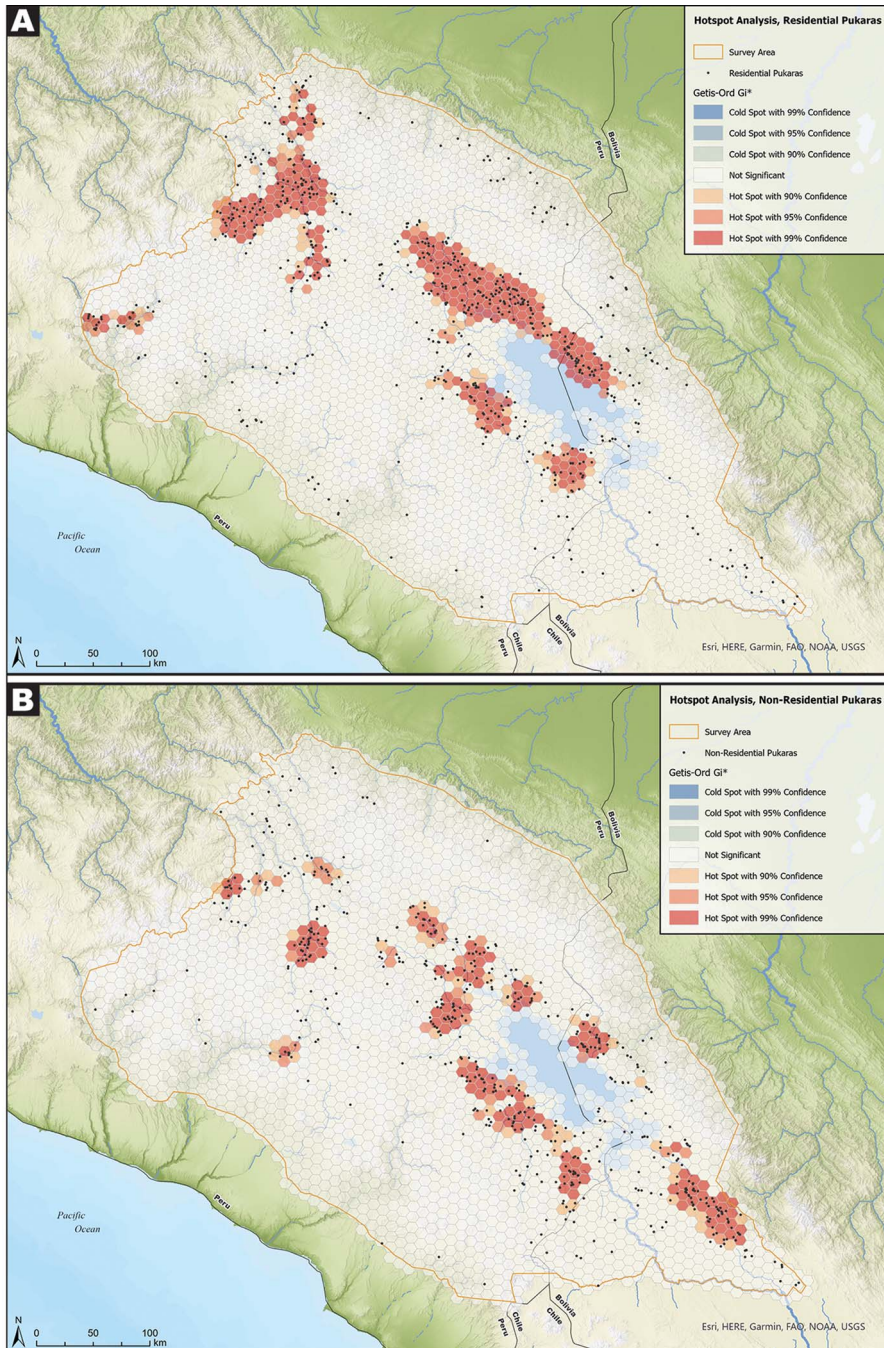 A
Hotspot Analysis, Residential Pukaras
Survey Area
Residential Pukaras
Getis-Ord Gi*
Cold Spot with 99% Confidence
Cold Spot with 95% Confidence
Cold Spot with 90% Confidence
Not Significant
Hot Spot with 90% Confidence
Hot Spot with 95% Confidence
Hot Spot with 99% Confidence
Bolivia
Peru
Pacific
Ocean
Peru
N
0 50 100
km
Peru
Chile
Chile
Bolivia
Esri, HERE, Garmin, FAO, NOAA, USGS
B
Hotspot Analysis, Non-Residential Pukaras
Survey Area
Non-Residential Pukaras
Getis-Ord Gi*
Cold Spot with 99% Confidence
Cold Spot with 95% Confidence
Cold Spot with 90% Confidence
Not Significant
Hot Spot with 90% Confidence
Hot Spot with 95% Confidence
Hot Spot with 99% Confidence
Bolivia
Peru
Pacific
Ocean
Peru
N
0 50 100
km
Peru
Chile
Chile
Bolivia
Esri, HERE, Garmin, FAO, NOAA, USGS